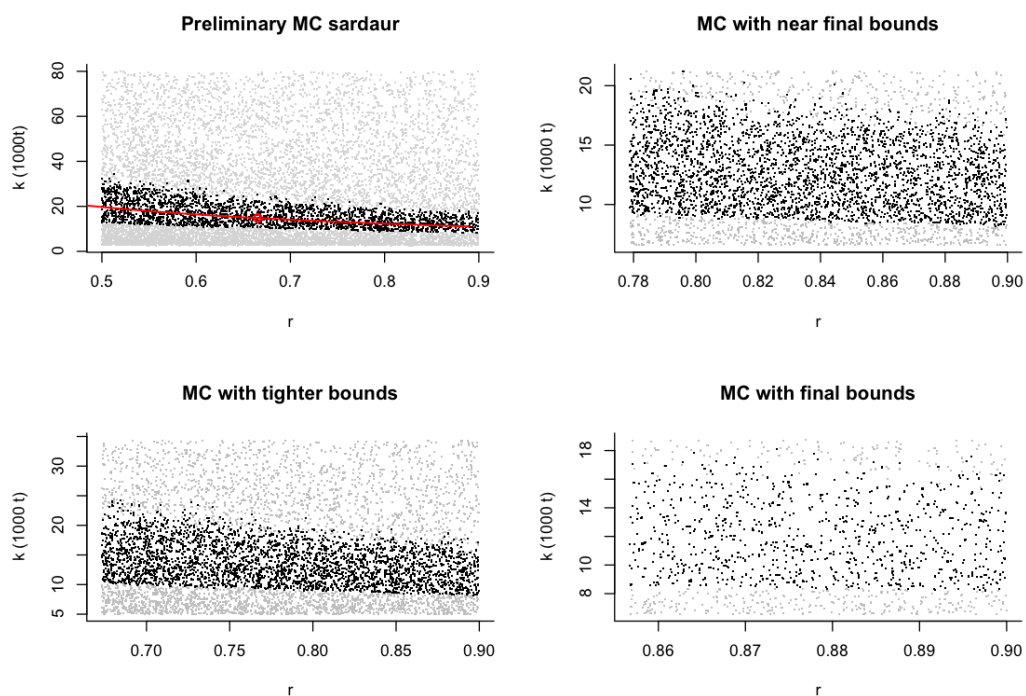 Preliminary MC sardaur
k (1000t)
80
60
40
20
0
0.5 0.6 0.7 0.8 0.9
r
MC with near final bounds
k (1000 t)
20
15
10
0.78 0.80 0.82 0.84 0.86 0.88 0.90
r
MC with tighter bounds
k (1000 t)
30
20
10
5
0.70 0.75 0.80 0.85 0.90
r
MC with final bounds
k (1000 t)
18
14
10
8
0.86 0.87 0.88 0.89 0.90
r